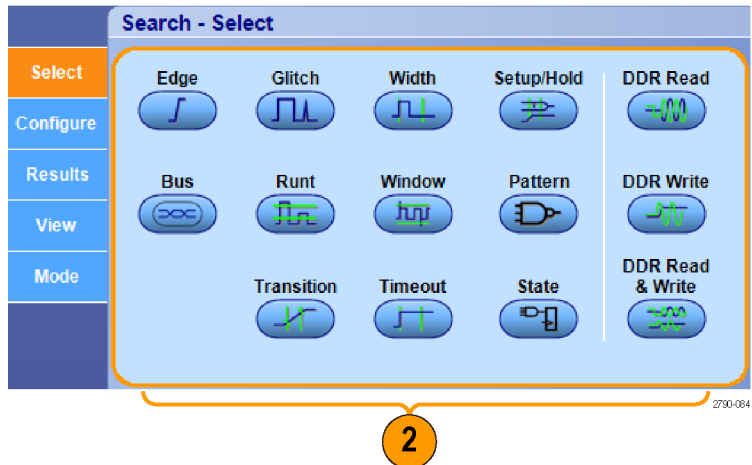 Search - Select
Select
Configure
Results
View
Mode
Edge
Glitch
Width
Setup/Hold
DDR Read
Bus
Runt
Window
Pattern
DDR Write
Transition
Timeout
State
DDR Read
& Write
2790-084
2